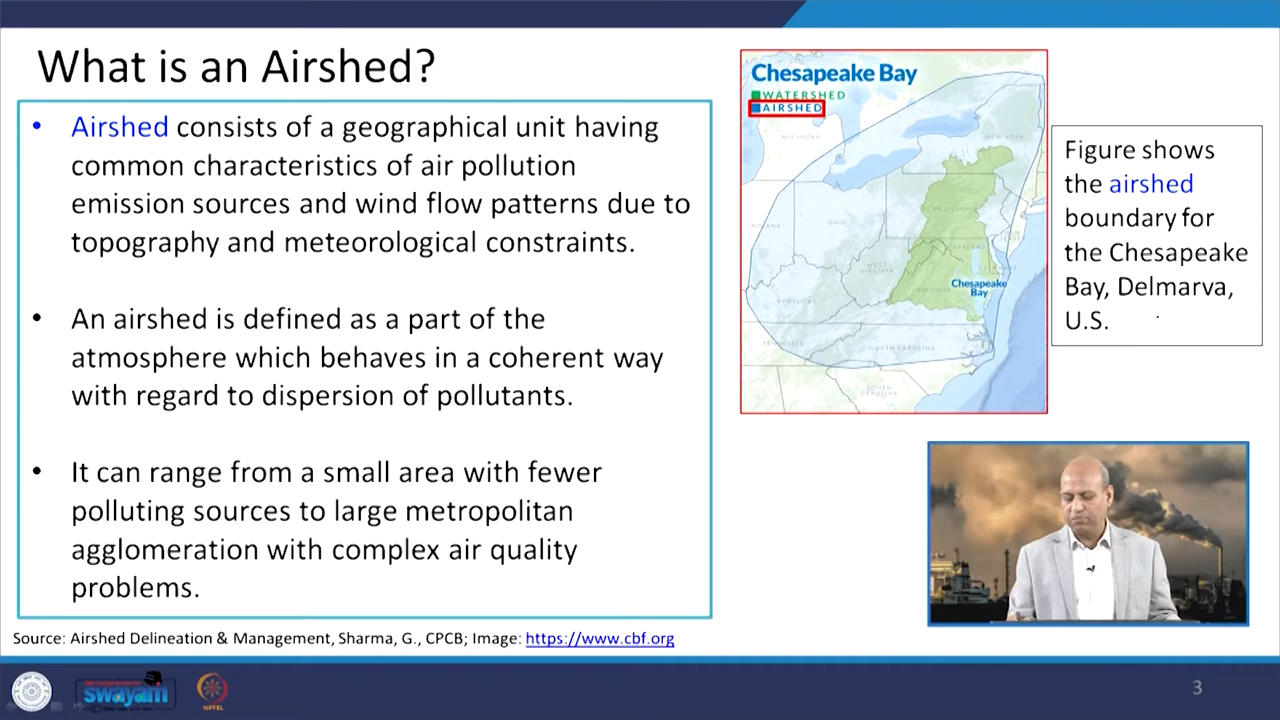 What is an Airshed?
• Airshed consists of a geographical unit having
common characteristics of air pollution
emission sources and wind flow patterns due to
topography and meteorological constraints.
• An airshed is defined as a part of the
atmosphere which behaves in a coherent way
with regard to dispersion of pollutants.
• It can range from a small area with fewer
polluting sources to large metropolitan
agglomeration with complex air quality
problems.
Source: Airshed Delineation & Management, Sharma, G., CPCB; Image: https://www.cbf.org
Chesapeake Bay
WATERSHED
AIRSHED
MICHIGAN
NEW YORK
INDIANA
OHIO
PENNSYLVANIA
WEST
VIRGINIA
MARYLAND
NEW
JERSEY
DELAWARE
Chesapeake
Bay
VIRGINIA
KENTUCKY
TENNESSEE
NORTH CAROLINA
SOUTH
CAROLINA
Figure shows
the airshed
boundary for
the Chesapeake
Bay, Delmarva,
U.S.
swayam
NPTEL
3